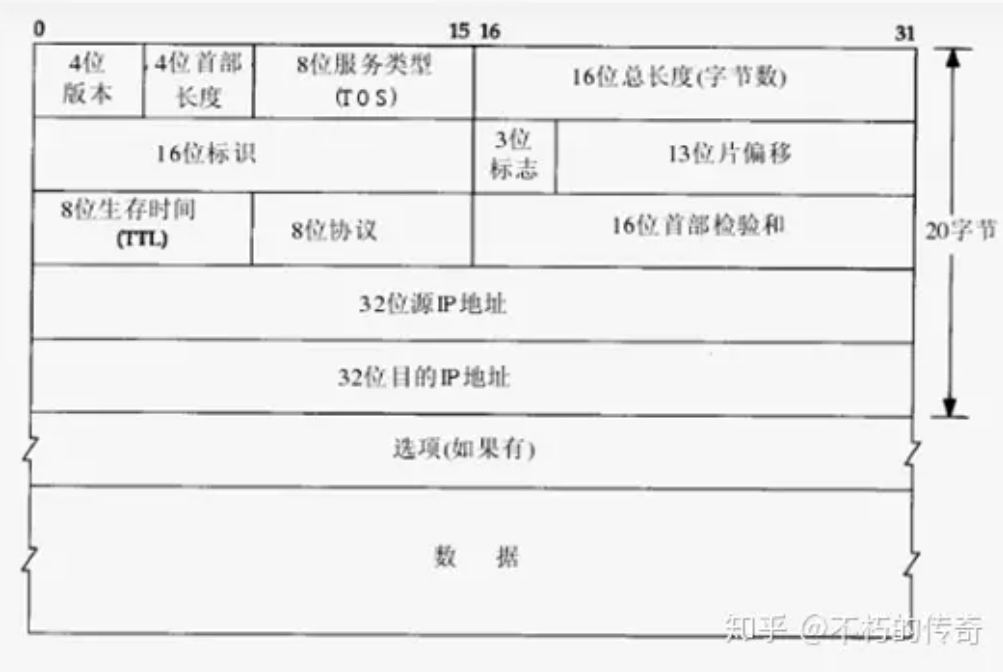 0 15 16 31
4位 4位首部 8位服务类型 16位总长度(字节数)
版本 长度 (TOS)
16位标识 3位 13位片偏移
标志
8位生存时间 8位协议 16位首部检验和 20字节
(TTL)
32位源IP地址
32位目的IP地址
选项(如果有)
数 据
知乎 @不朽的传奇